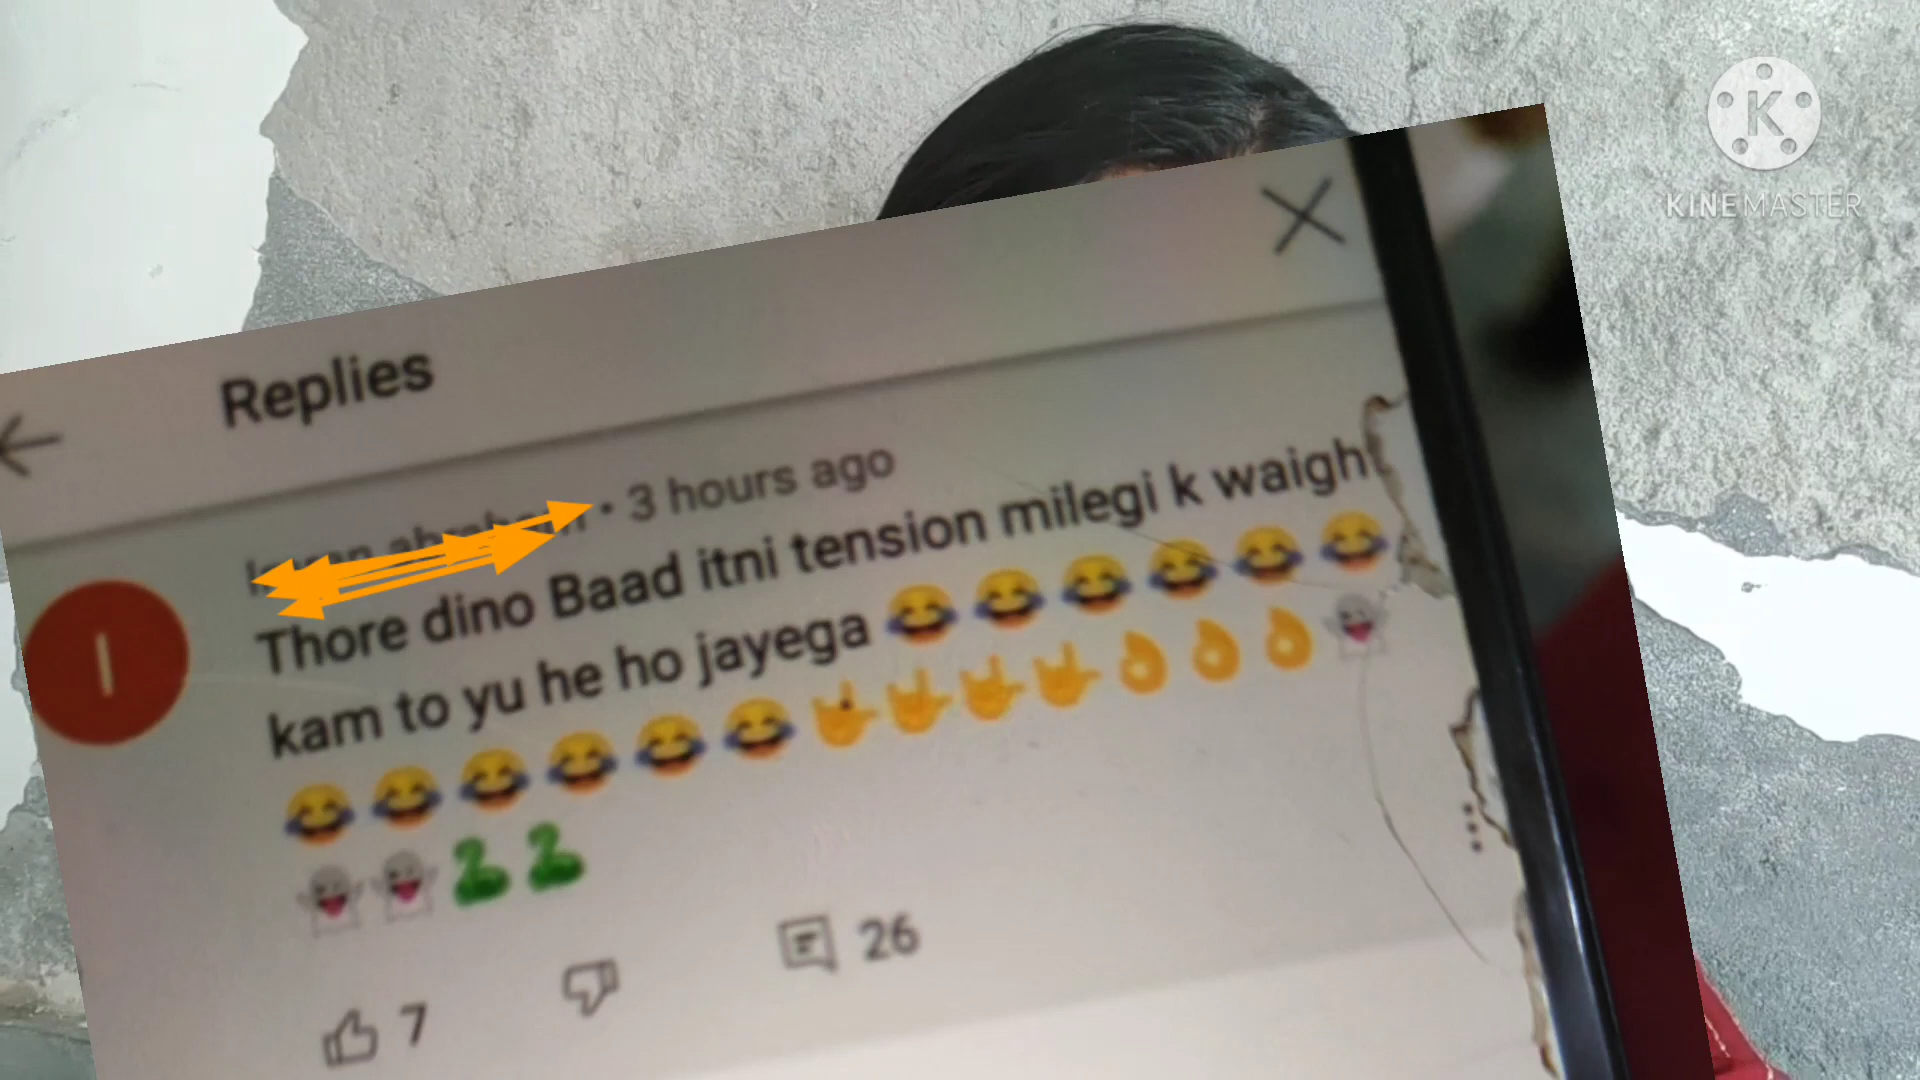 KINEMASTER
Replies
• 3 hours ago
Thore dino Baad itni tension milegi k waight
kam to yu he ho jayega 😂😂😂😂😂😂
😂😂😂😂😂😂🤟🤟🤟🤟👌👌👌👻
👻👻🐍🐍
7
26